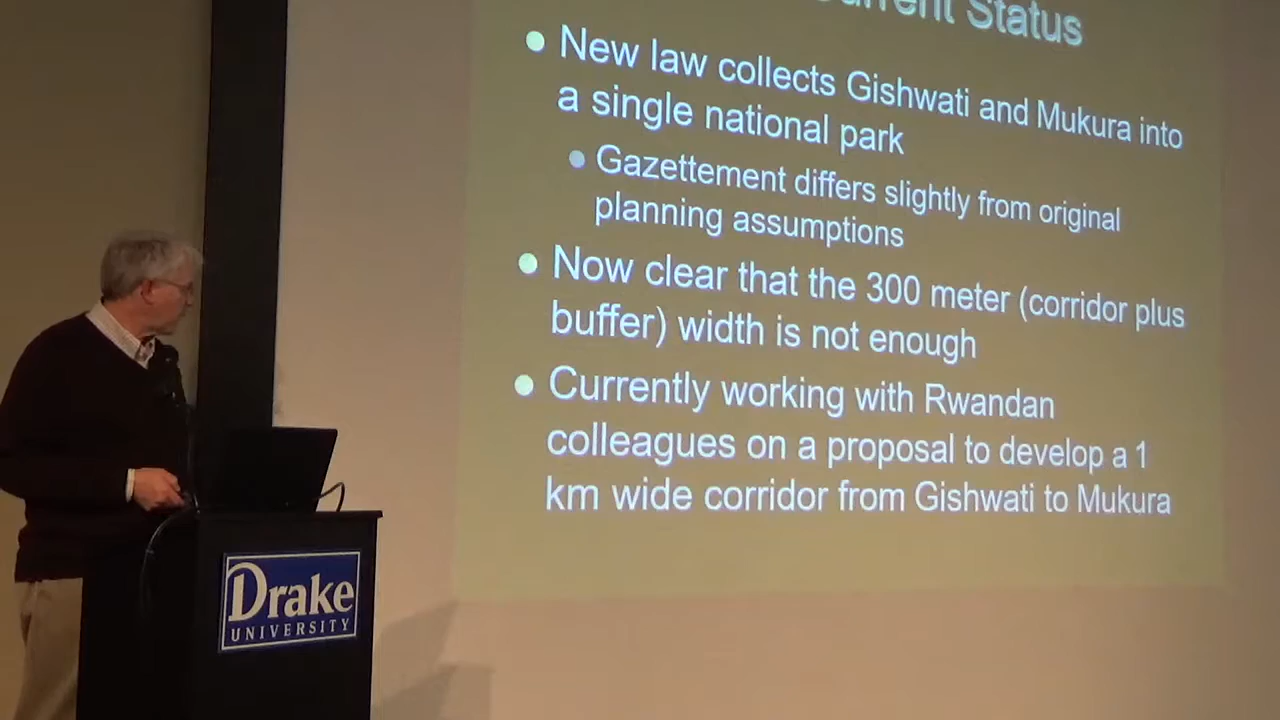 Current Status
New law collects Gishwati and Mukura into
a single national park
Gazettement differs slightly from original
planning assumptions
Now clear that the 300 meter (corridor plus
buffer) width is not enough
Currently working with Rwandan
colleagues on a proposal to develop a 1
km wide corridor from Gishwati to Mukura
Drake
UNIVERSITY